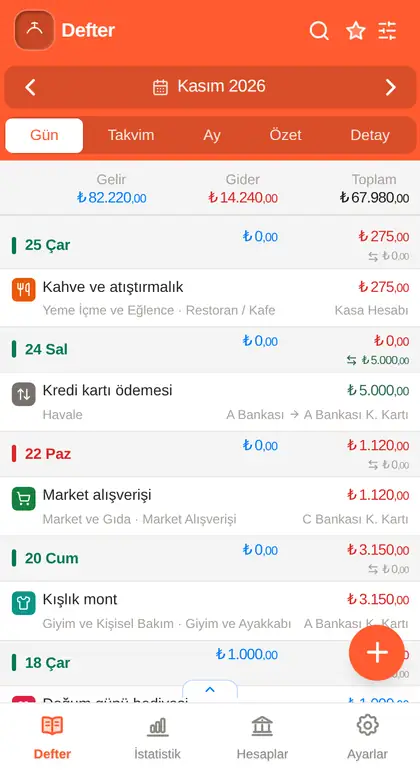 Defter
Kasım 2026
Gün Takvim Ay Özet Detay
Gelir Gider Toplam
₺ 82.220,00 ₺ 14.240,00 ₺ 67.980,00
25 Çar ₺ 0,00 ₺ 275,00
₺ 0,00
Kahve ve atıştırmalık ₺ 275,00
Yeme İçme ve Eğlence · Restoran / Kafe Kasa Hesabı
24 Sal ₺ 0,00 ₺ 0,00
₺ 5.000,00
Kredi kartı ödemesi ₺ 5.000,00
Havale A Bankası → A Bankası K. Kartı
22 Paz ₺ 0,00 ₺ 1.120,00
₺ 0,00
Market alışverişi ₺ 1.120,00
Market ve Gıda · Market Alışverişi C Bankası K. Kartı
20 Cum ₺ 0,00 ₺ 3.150,00
₺ 0,00
Kışlık mont ₺ 3.150,00
Giyim ve Kişisel Bakım · Giyim ve Ayakkabı A Bankası K. Kartı
18 Çar ₺ 1.000,00
Defter İstatistik Hesaplar Ayarlar